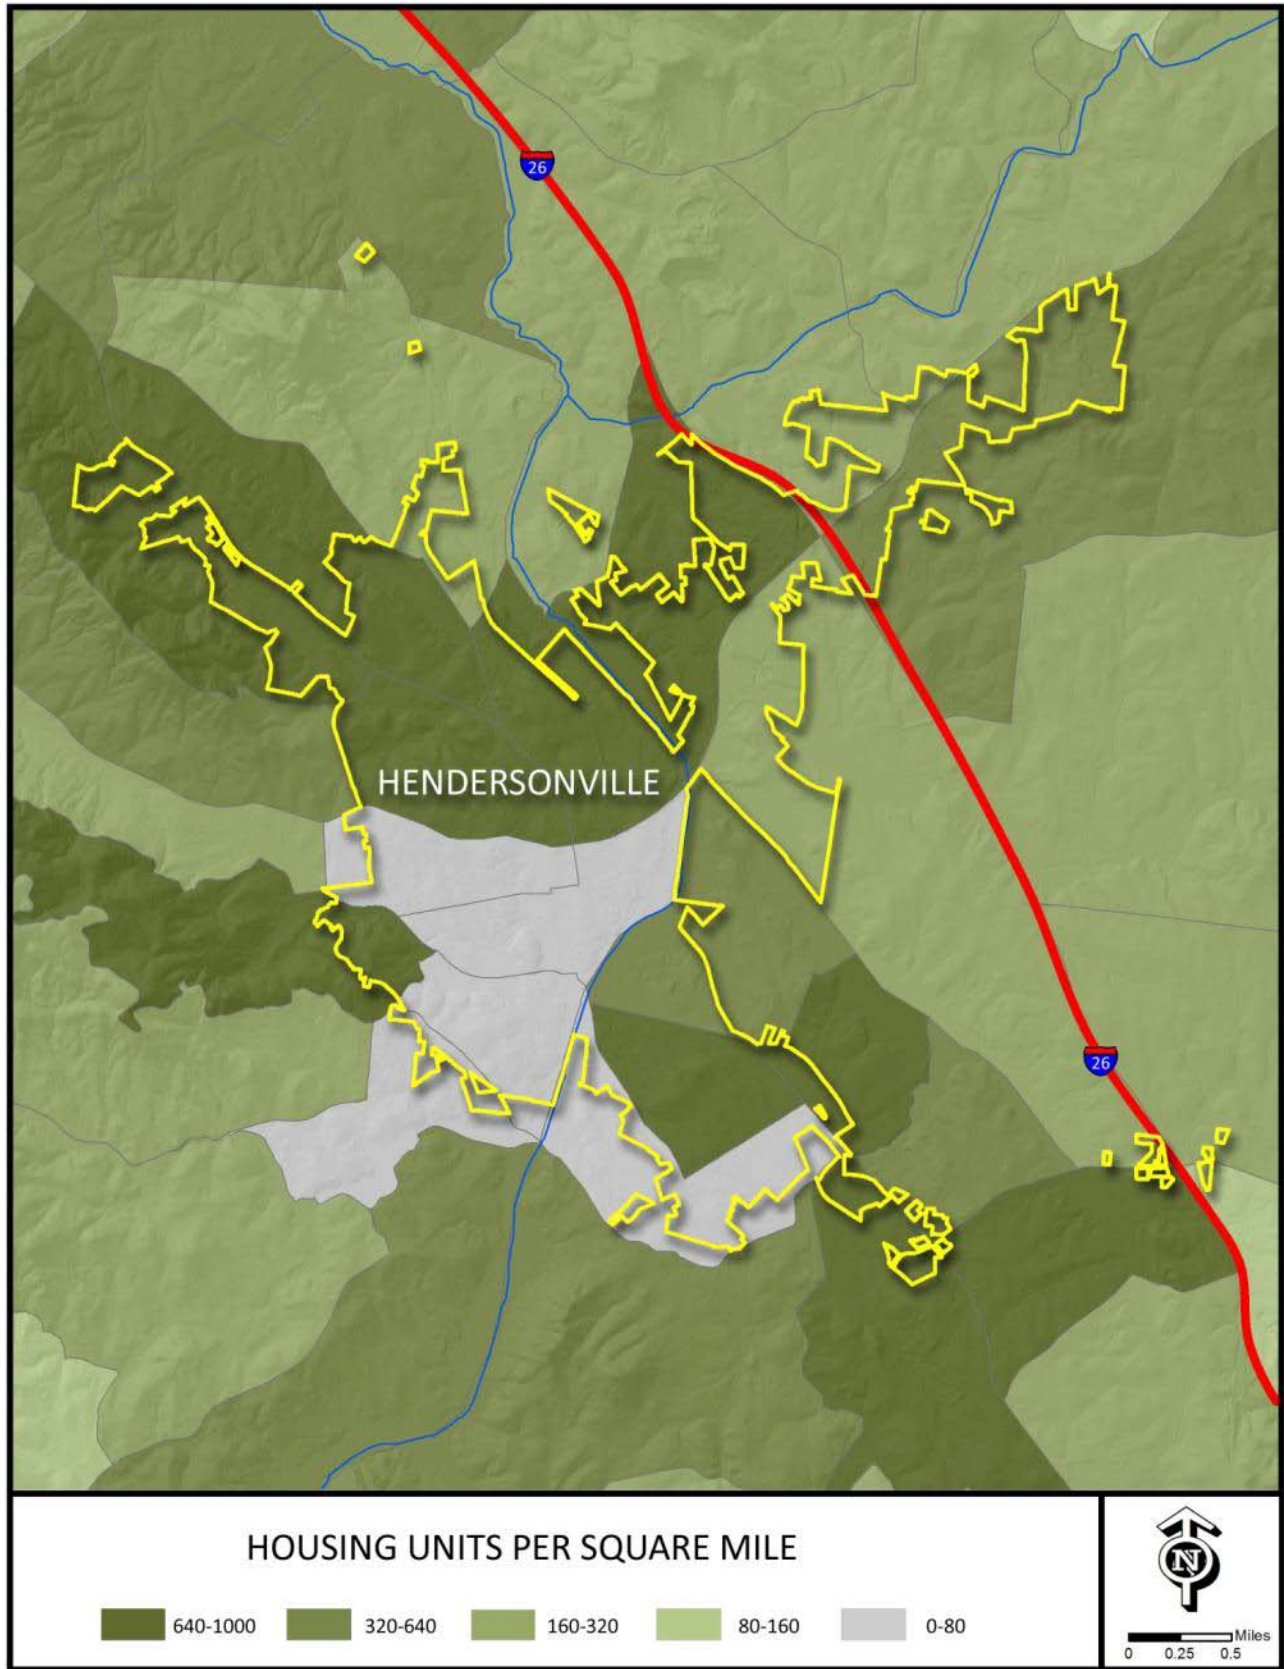 26
HENDERSONVILLE
26
HOUSING UNITS PER SQUARE MILE
640-1000 320-640 160-320 80-160 0-80
N
Miles
0 0.25 0.5